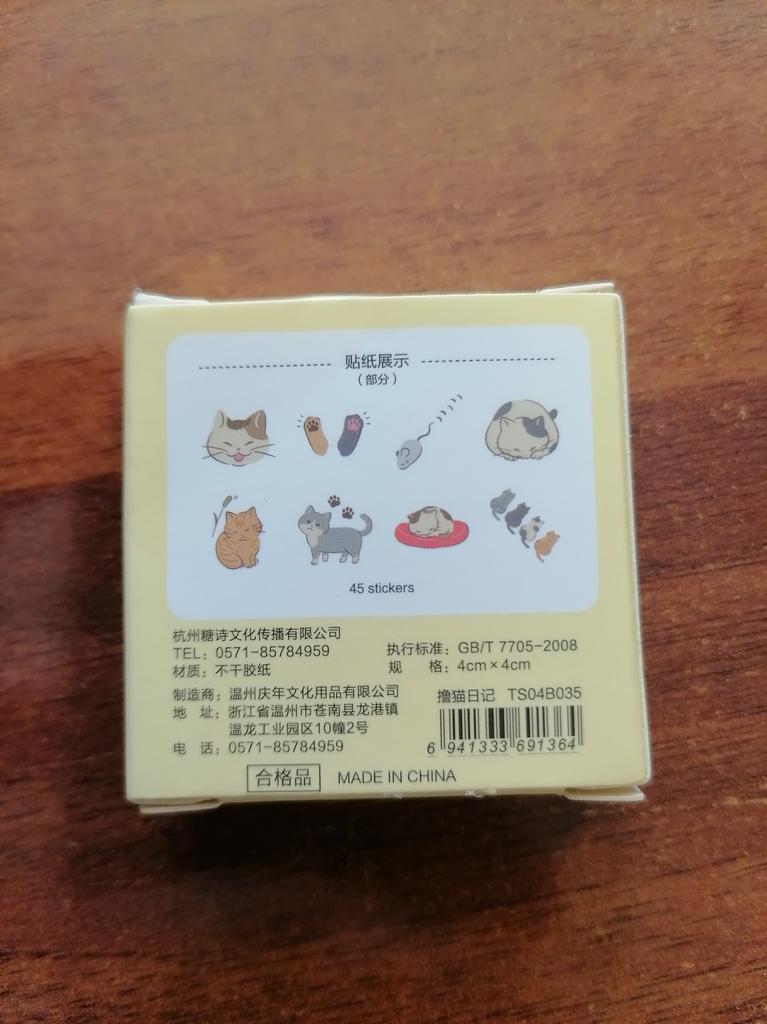 贴纸展示
（部分）
45 stickers
杭州糖诗文化传播有限公司
TEL：0571-85784959
材质：不干胶纸
执行标准：GB/T 7705-2008
规 格：4cm×4cm
制造商：温州庆年文化用品有限公司
地 址：浙江省温州市苍南县龙港镇
温龙工业园区10幢2号
电 话：0571-85784959
撸猫日记 TS04B035
6 941333 691364
合格品 MADE IN CHINA